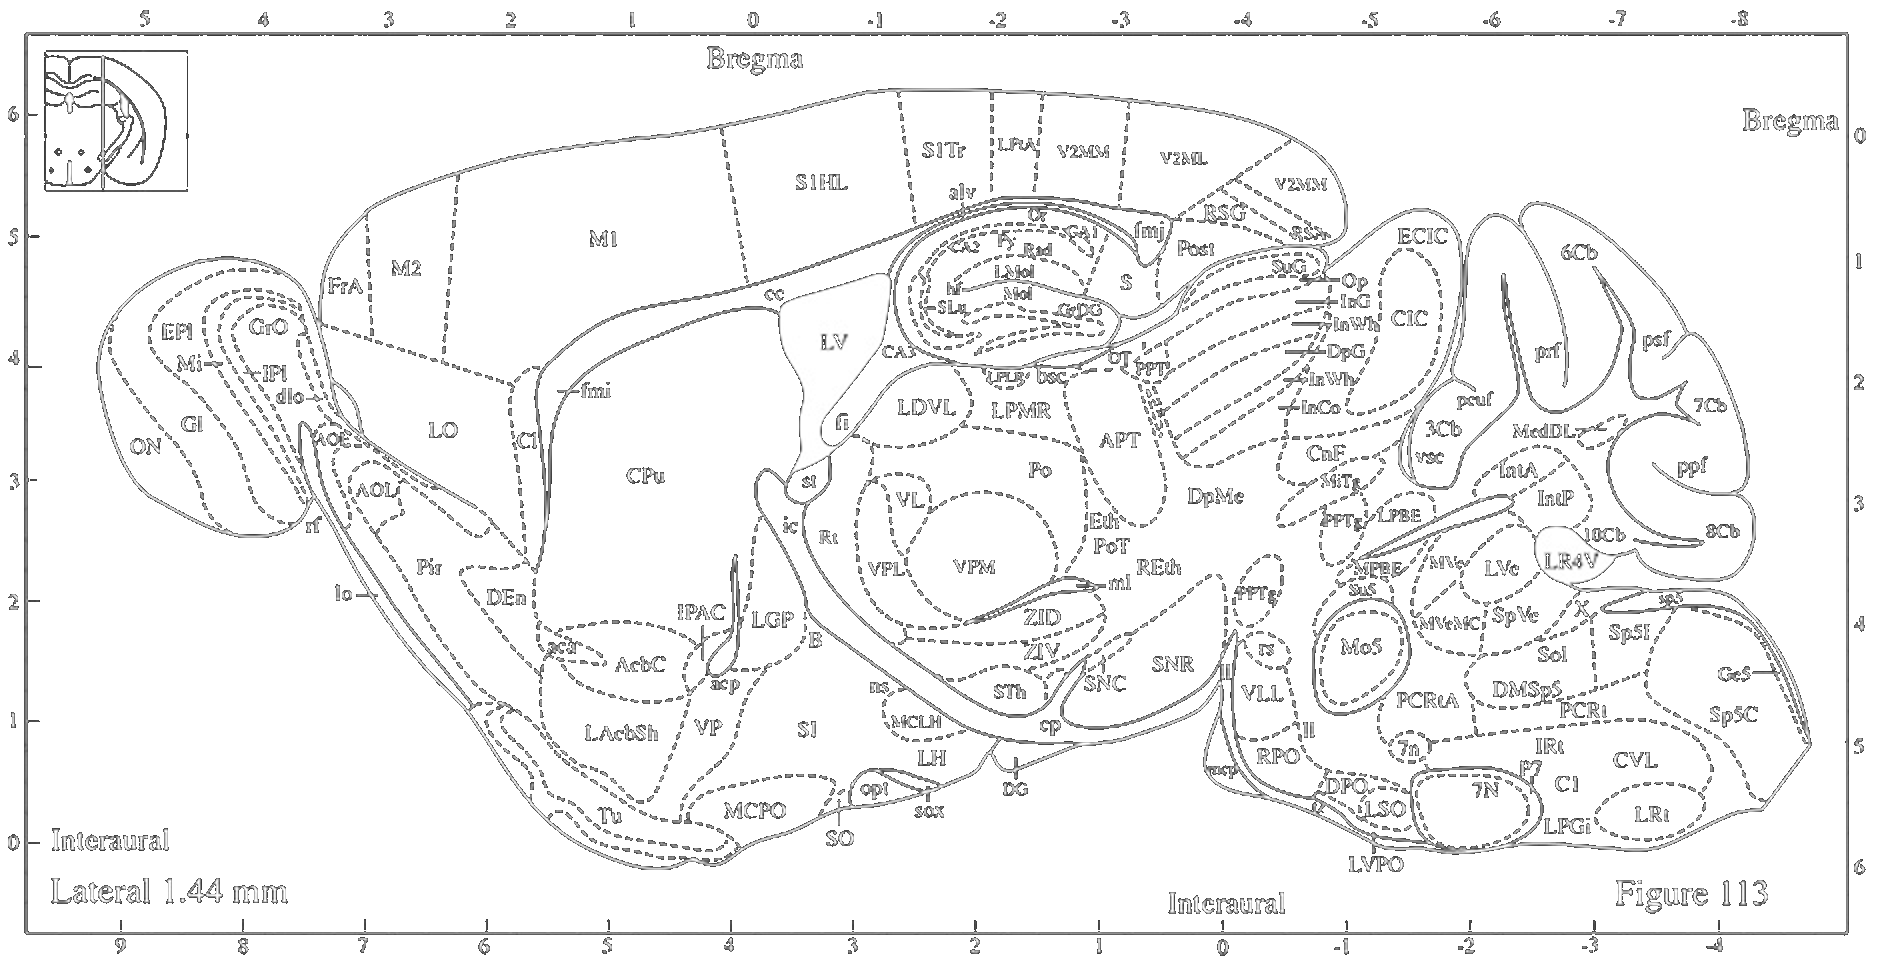 5 4 3 2 1 0 -1 -2 -3 -4 -5 -6 -7 -8
Bregma
6
Bregma
0
S1Tr LPtA V2MM V2ML
S1HL alv V2MM
RSG
M1 Or fmj RSA ECIC
5
M2 CA2 Py CA1 Post 6Cb
FrA Rad SuG 1
LMol S Op
cc hf Mol InG
EPl GrO SLu GrDG InWh CIC
Mi LV CA3 OT DpG prf psf
4
IPl PPT
dlo fmi LPLR bsc InWh 2
Gl LDVL LPMR InCo pcuf 7Cb
ON AOE LO Cl fi APT 3Cb MedDL
CnF vsc
3
CPu Po MiTg IntA ppf
AOL st VL DpMe IntP
rf ic Rt Eth PPTg LPBE 10Cb 8Cb 3
PoT
Pir VPL VPM REth MPBE MVe LVe LR4V
lo DEn ml PPTg Su5 sp5
2
IPAC LGP ZID MVeMC SpVe X 4
aca B ZIV rs Mo5 Sp5I
AcbC SNR Sol
acp ns STh SNC ll VLL DMSp5 Ge5
1
LAcbSh VP SI MCLH cp ll PCRtA PCRt Sp5C
LH RPO 7n IRt 5
mcp P7 CVL
opt DG DPO 7N C1
Tu MCPO sox LSO LPGi LRt
0
Interaural SO
LVPO 6
Lateral 1.44 mm Figure 113
Interaural
9 8 7 6 5 4 3 2 1 0 -1 -2 -3 -4